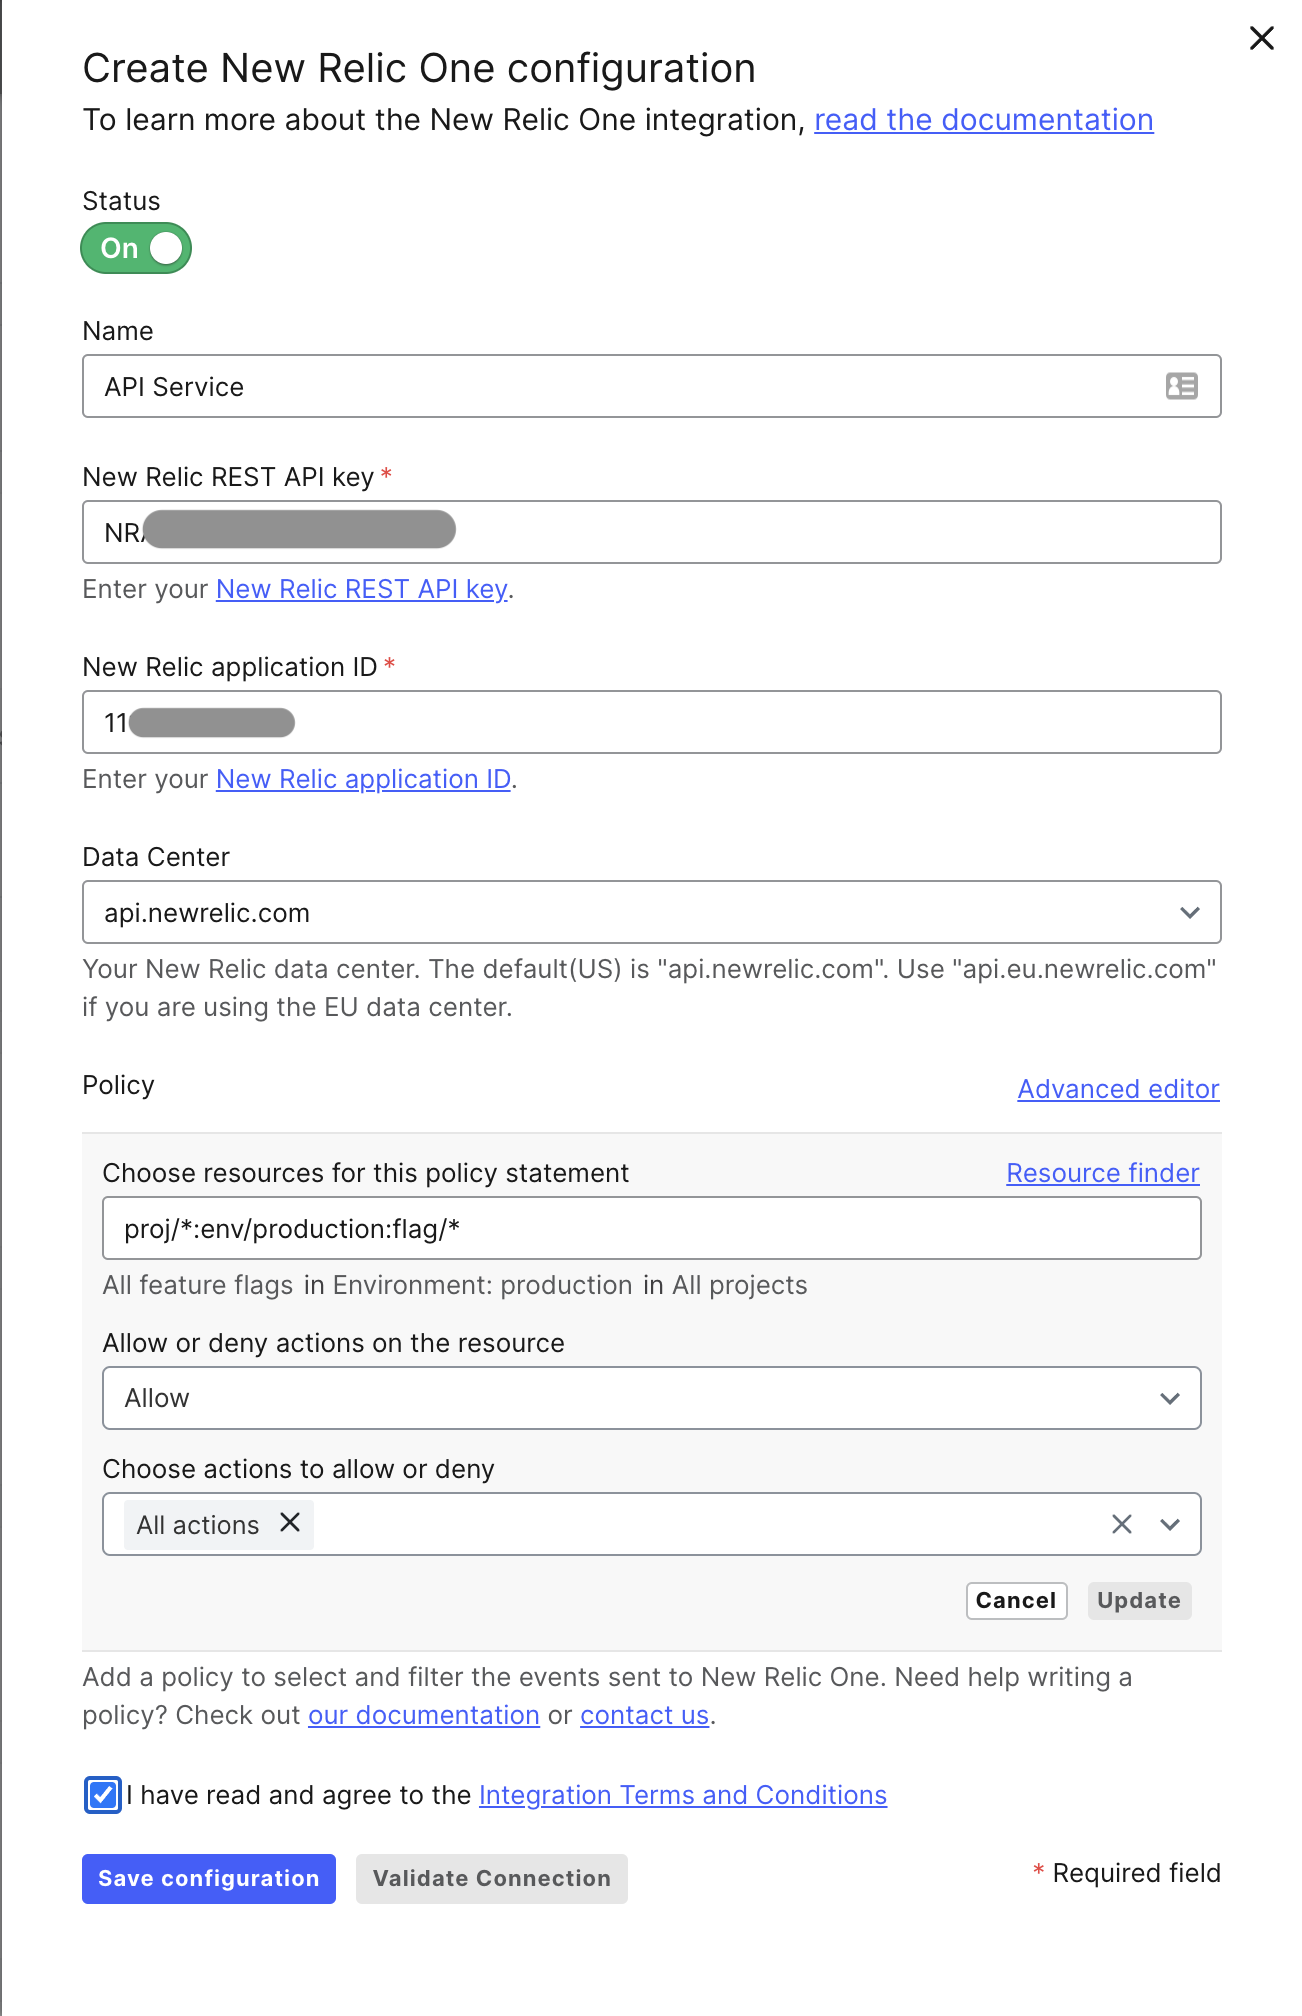 Create New Relic One configuration
To learn more about the New Relic One integration, read the documentation
Status
On
Name
API Service
New Relic REST API key *
NR
Enter your New Relic REST API key.
New Relic application ID *
11
Enter your New Relic application ID.
Data Center
api.newrelic.com
Your New Relic data center. The default(US) is "api.newrelic.com". Use "api.eu.newrelic.com"
if you are using the EU data center.
Policy
Advanced editor
Choose resources for this policy statement
Resource finder
proj/*:env/production:flag/*
All feature flags in Environment: production in All projects
Allow or deny actions on the resource
Allow
Choose actions to allow or deny
All actions
Cancel
Update
Add a policy to select and filter the events sent to New Relic One. Need help writing a
policy? Check out our documentation or contact us.
I have read and agree to the Integration Terms and Conditions
Save configuration
Validate Connection
* Required field